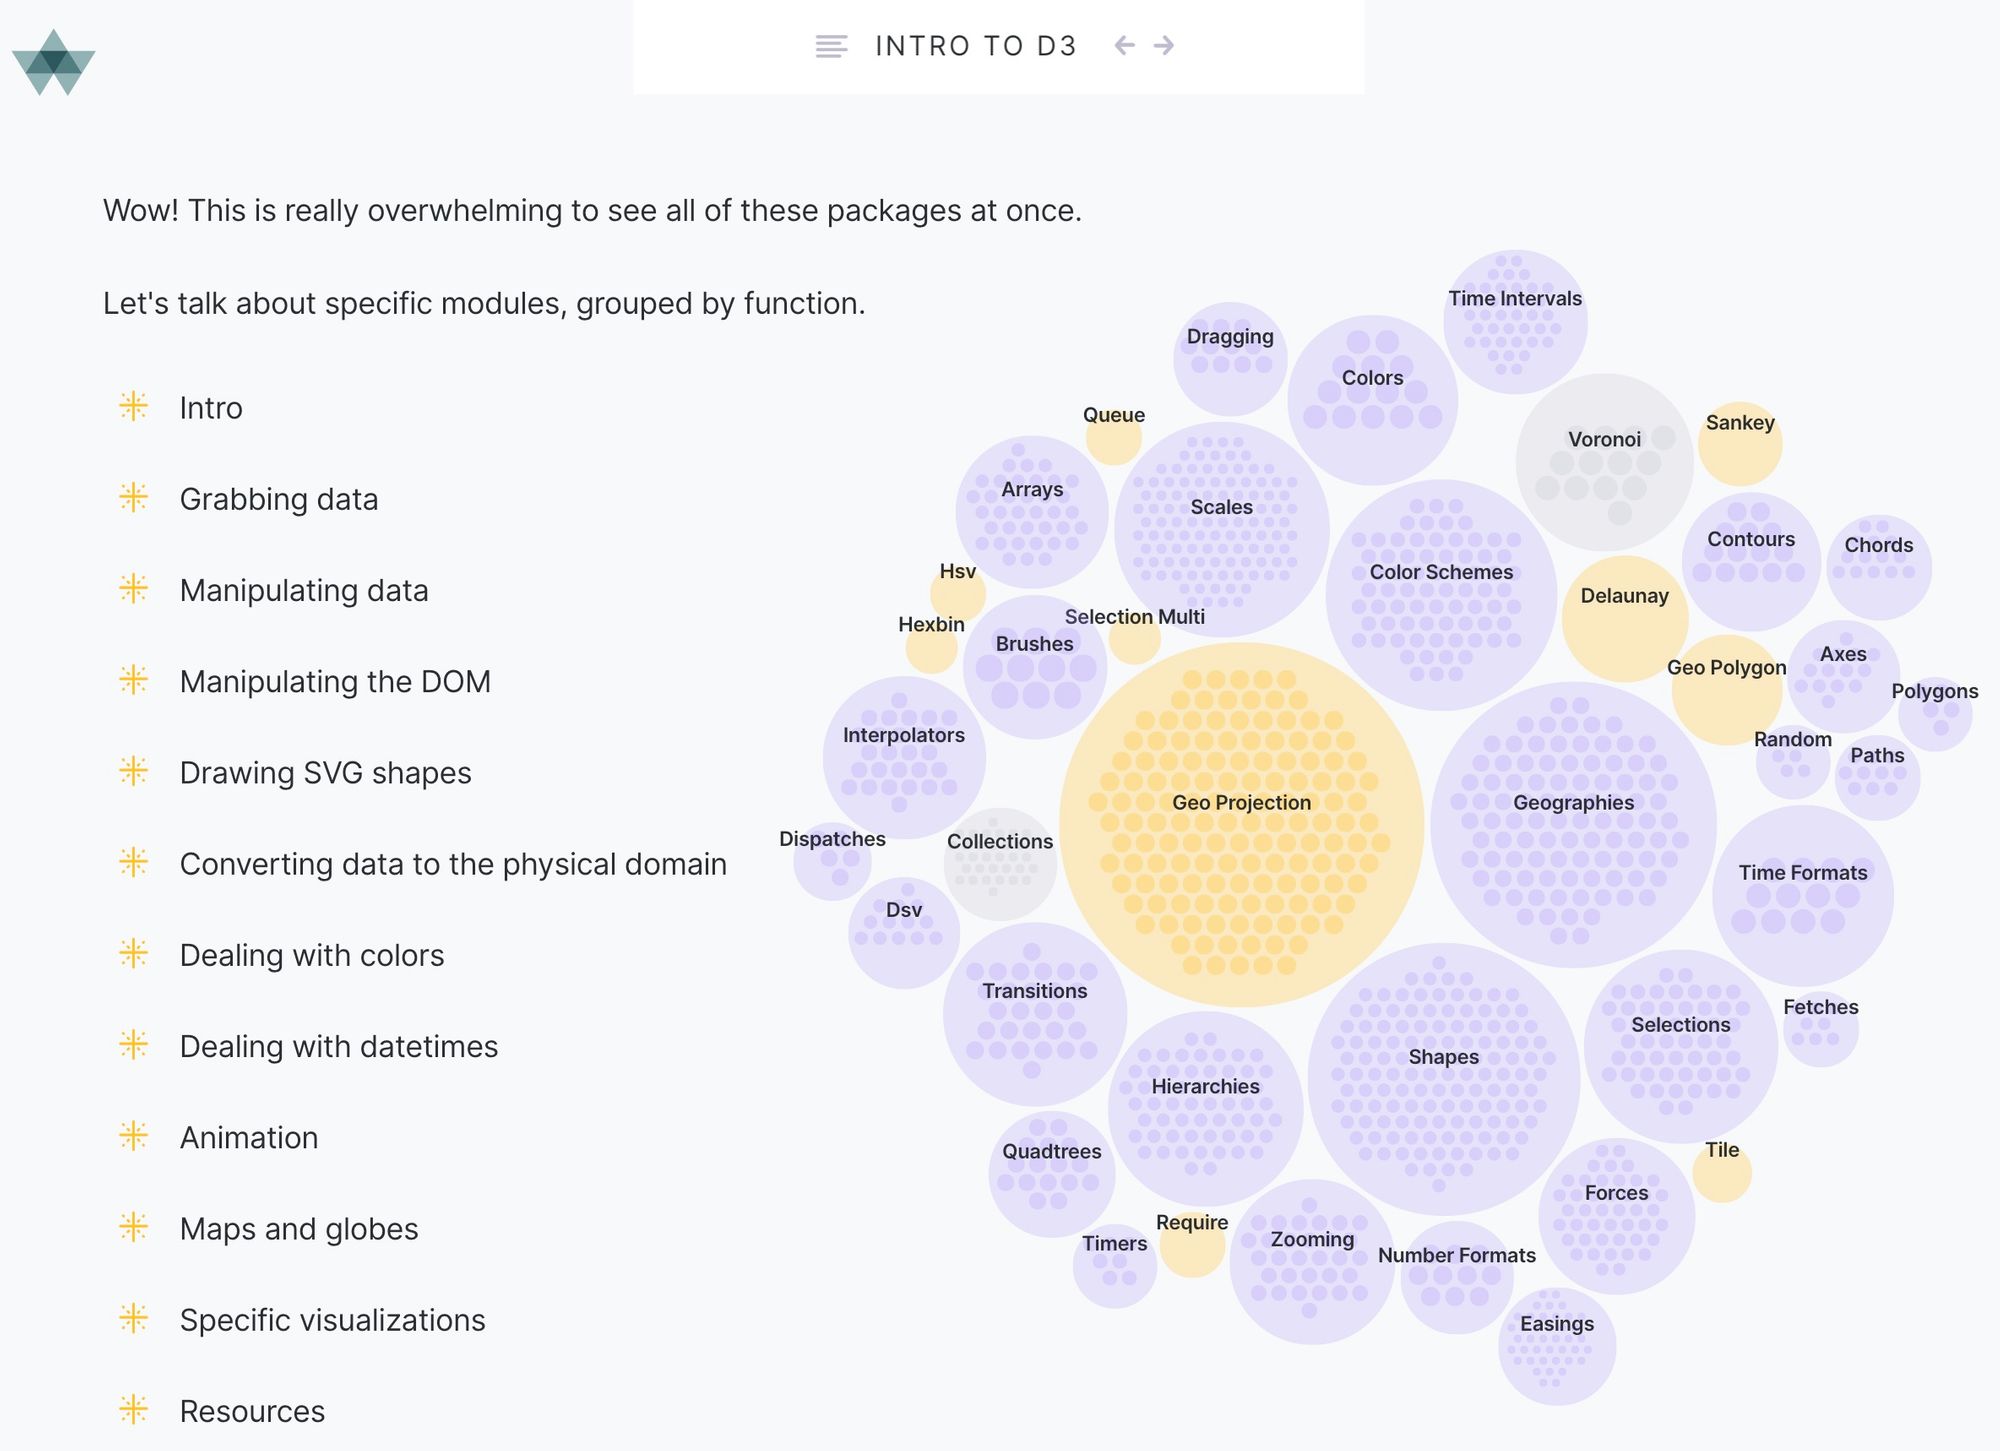 INTRO TO D3
Wow! This is really overwhelming to see all of these packages at once.
Let's talk about specific modules, grouped by function.
Intro
Grabbing data
Manipulating data
Manipulating the DOM
Drawing SVG shapes
Converting data to the physical domain
Dealing with colors
Dealing with datetimes
Animation
Maps and globes
Specific visualizations
Resources
Time Intervals
Dragging
Colors
Queue
Sankey
Voronoi
Arrays
Scales
Contours
Chords
Hsv
Color Schemes
Delaunay
Hexbin
Selection Multi
Brushes
Axes
Geo Polygon
Polygons
Interpolators
Random
Paths
Geo Projection
Geographies
Dispatches
Collections
Time Formats
Dsv
Transitions
Fetches
Selections
Shapes
Hierarchies
Quadtrees
Tile
Forces
Require
Timers
Zooming
Number Formats
Easings